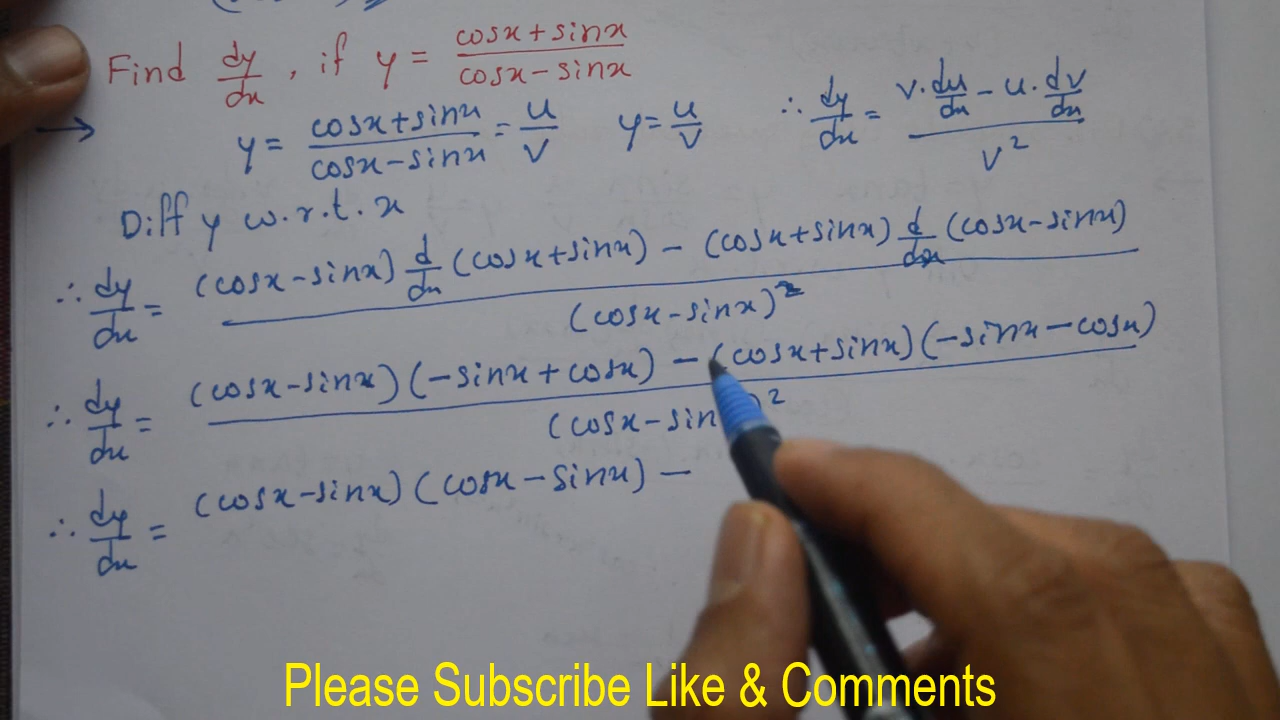 Find dy/dx, if y = (cosx+sinx)/(cosx-sinx)
→ y = (cosx+sinx)/(cosx-sinx) = u/v y = u/v ∴ dy/dx = (v·du/dx - u·dv/dx)/v²
Diff y w.r.t. x
∴ dy/dx = ((cosx-sinx) d/dx (cosx+sinx) - (cosx+sinx) d/dx (cosx-sinx))/(cosx-sinx)²
∴ dy/dx = ((cosx-sinx)(-sinx+cosx) - (cosx+sinx)(-sinx-cosx))/(cosx-sin )²
∴ dy/dx = (cosx-sinx)(cosx-sinx) -
Please Subscribe Like & Comments